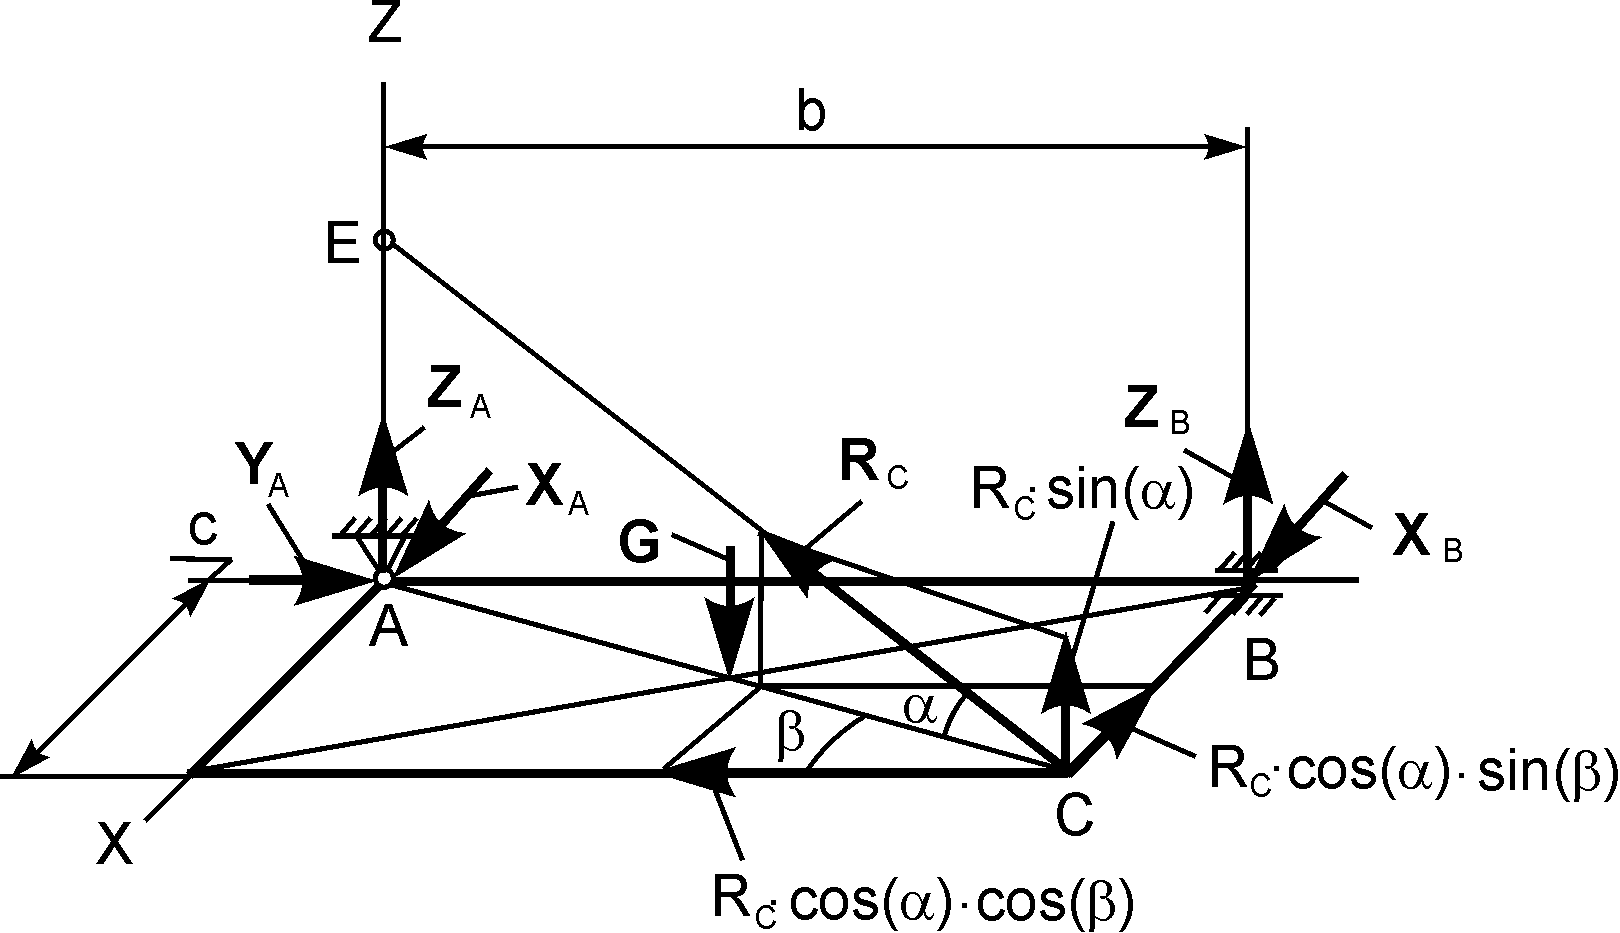 Z
b
E
Z A
Z B
Y A
X A
R C
R C · sin(α)
C
G
X B
A
B
α
β
R C · cos(α) · sin(β)
C
X
R C · cos(α) · cos(β)